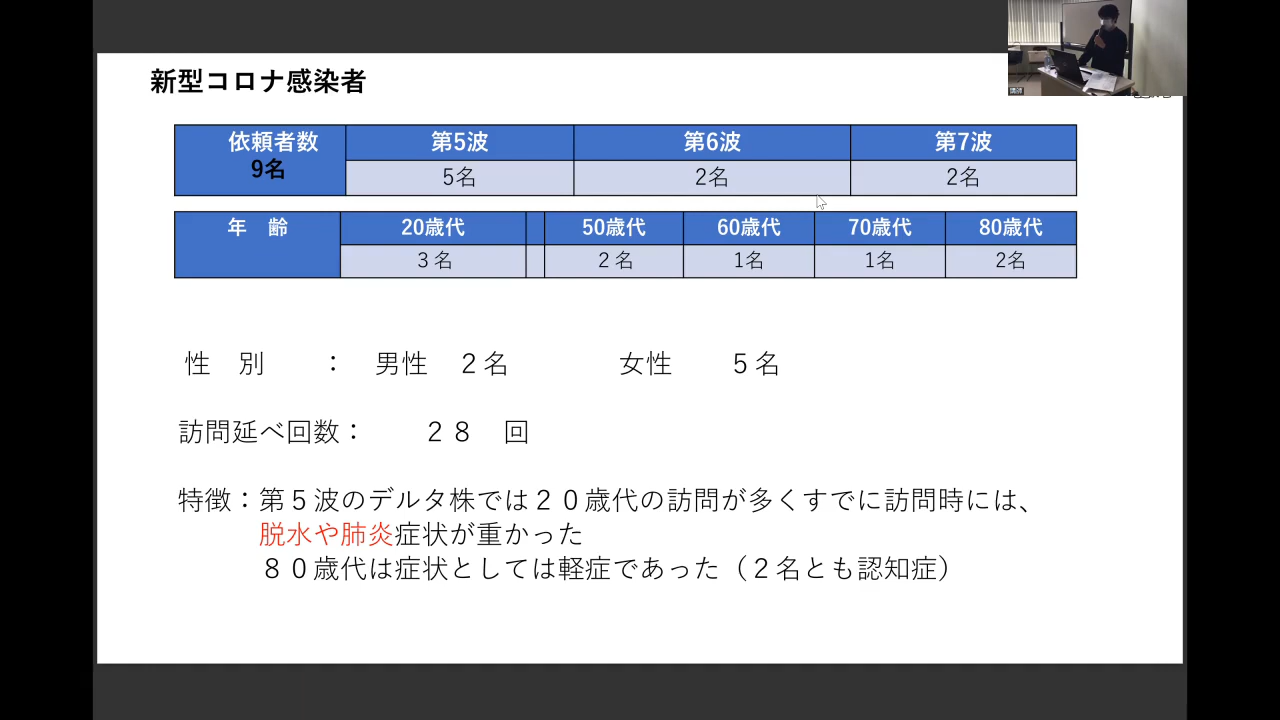 新型コロナ感染者
依頼者数 第5波 第6波 第7波
9名 5名 2名 2名
年　齢 20歳代 50歳代 60歳代 70歳代 80歳代
３名 ２名 1名 1名 2名
性　別　　：　男性　２名　　　　女性　　５名
訪問延べ回数：　　２８　回
特徴：第５波のデルタ株では２０歳代の訪問が多くすでに訪問時には、
脱水や肺炎症状が重かった
８０歳代は症状としては軽症であった（２名とも認知症）